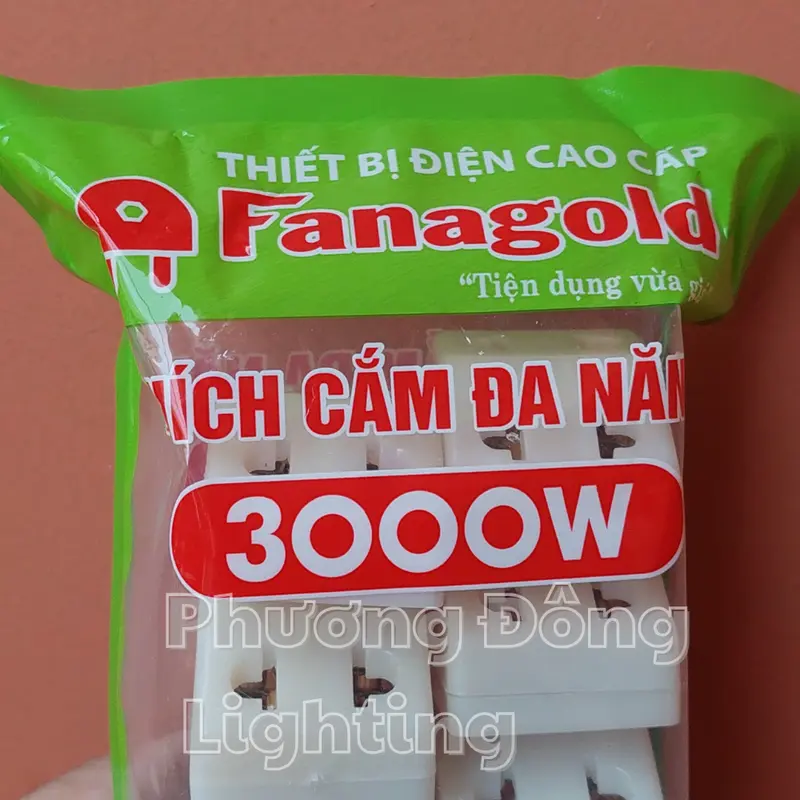 THIẾT BỊ ĐIỆN CAO CẤP
Fanagold
“Tiện dụng vừa
ÍCH CẮM ĐA NĂN
3000W
Phương Đông
Lighting